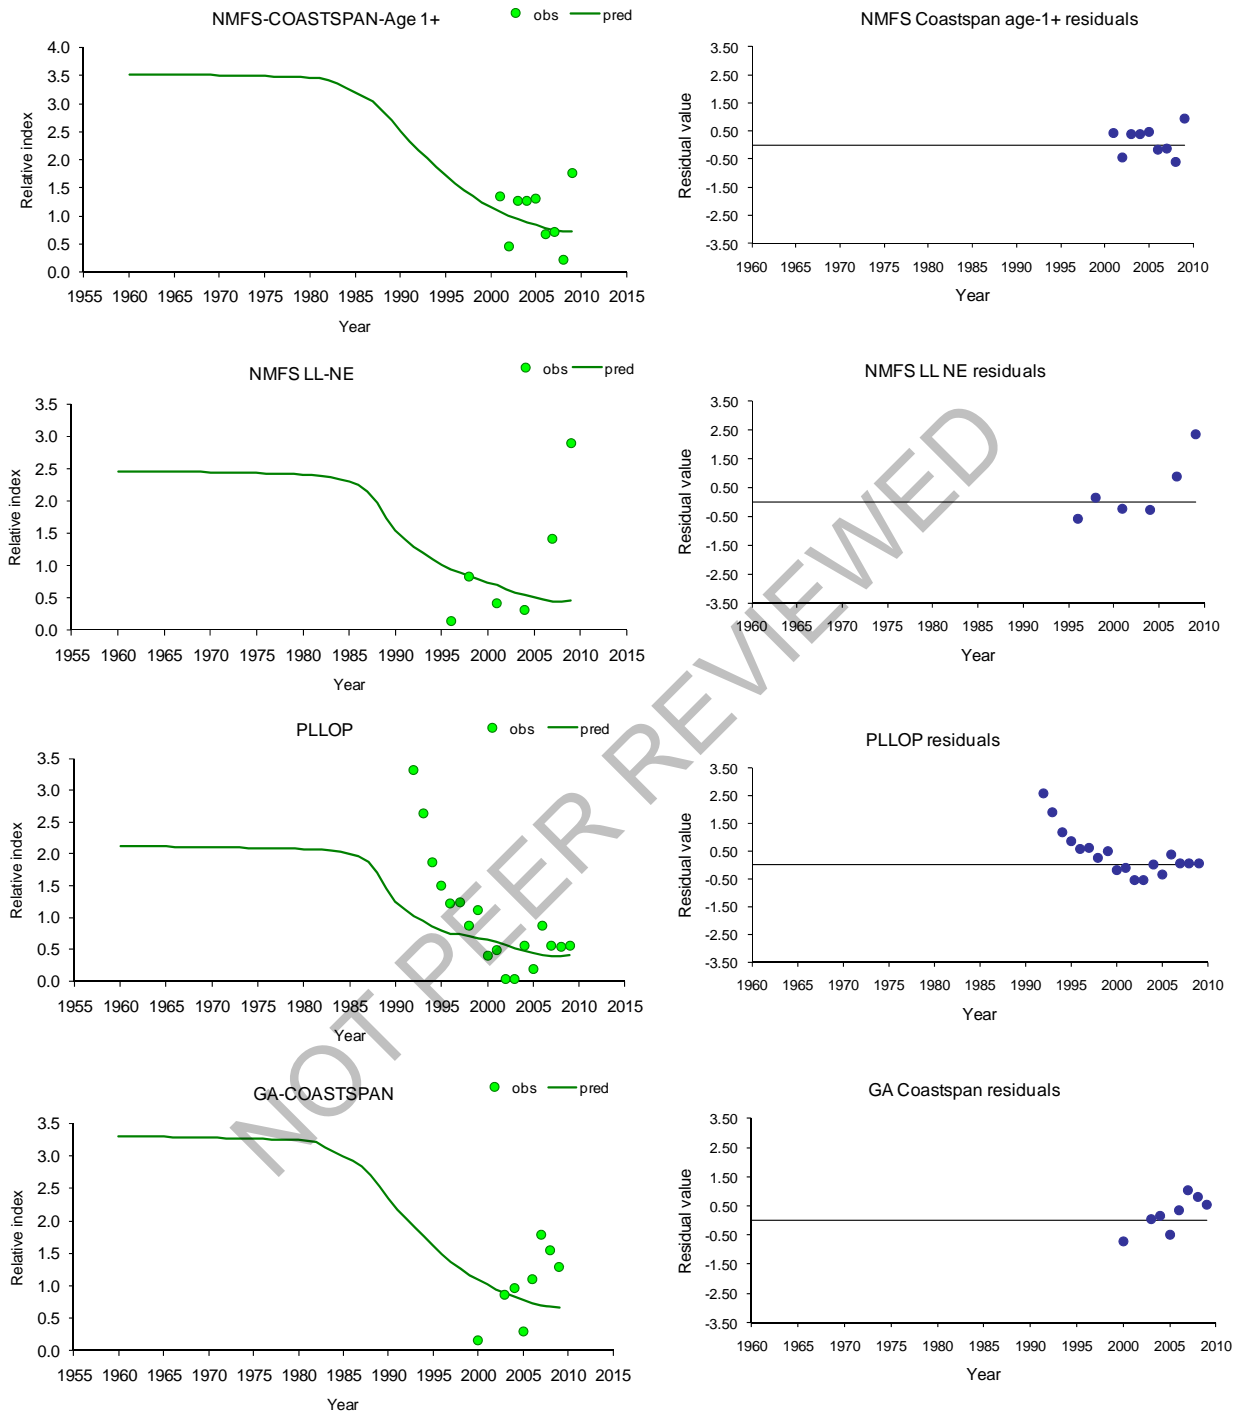 NMFS-COASTSPAN-Age 1+
obs pred
Relative index
4.0
3.5
3.0
2.5
2.0
1.5
1.0
0.5
0.0
1955 1960 1965 1970 1975 1980 1985 1990 1995 2000 2005 2010 2015
Year
NMFS Coastspan age-1+ residuals
Residual value
3.50
2.50
1.50
0.50
-0.50
-1.50
-2.50
-3.50
1960 1965 1970 1975 1980 1985 1990 1995 2000 2005 2010
Year
NMFS LL-NE
obs pred
Relative index
3.5
3.0
2.5
2.0
1.5
1.0
0.5
0.0
1955 1960 1965 1970 1975 1980 1985 1990 1995 2000 2005 2010 2015
Year
NMFS LL NE residuals
Residual value
3.50
2.50
1.50
0.50
-0.50
-1.50
-2.50
-3.50
1960 1965 1970 1975 1980 1985 1990 1995 2000 2005 2010
Year
PLLOP
obs pred
Relative index
3.5
3.0
2.5
2.0
1.5
1.0
0.5
0.0
1955 1960 1965 1970 1975 1980 1985 1990 1995 2000 2005 2010 2015
Year
PLLOP residuals
Residual value
3.50
2.50
1.50
0.50
-0.50
-1.50
-2.50
-3.50
1960 1965 1970 1975 1980 1985 1990 1995 2000 2005 2010
Year
GA-COASTSPAN
obs pred
Relative index
3.5
3.0
2.5
2.0
1.5
1.0
0.5
0.0
1955 1960 1965 1970 1975 1980 1985 1990 1995 2000 2005 2010 2015
Year
GA Coastspan residuals
Residual value
3.50
2.50
1.50
0.50
-0.50
-1.50
-2.50
-3.50
1960 1965 1970 1975 1980 1985 1990 1995 2000 2005 2010
Year
NOT PEER REVIEWED